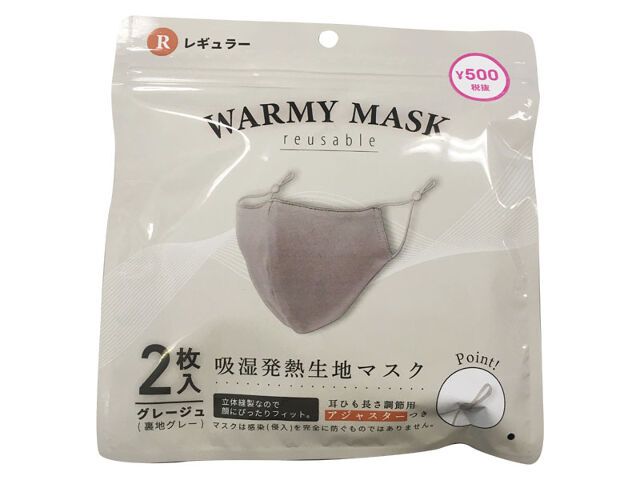 R レギュラー
¥500
税抜
WARMY MASK
reusable
2枚入
グレージュ
(裏地グレー)
吸湿発熱生地マスク
立体縫製なので
顔にぴったりフィット。
耳ひも長さ調節用
アジャスターつき
マスクは感染(侵入)を完全に防ぐものではありません。
Point!